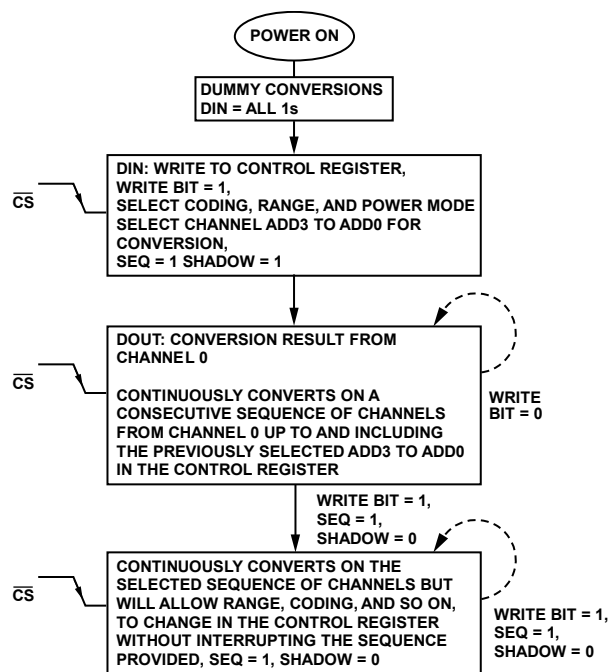 POWER ON
DUMMY CONVERSIONS
DIN = ALL 1s
CS
DIN: WRITE TO CONTROL REGISTER,
WRITE BIT = 1,
SELECT CODING, RANGE, AND POWER MODE
SELECT CHANNEL ADD3 TO ADD0 FOR
CONVERSION,
SEQ = 1 SHADOW = 1
CS
DOUT: CONVERSION RESULT FROM
CHANNEL 0
CONTINUOUSLY CONVERTS ON A
CONSECUTIVE SEQUENCE OF CHANNELS
FROM CHANNEL 0 UP TO AND INCLUDING
THE PREVIOUSLY SELECTED ADD3 TO ADD0
IN THE CONTROL REGISTER
WRITE
BIT = 0
WRITE BIT = 1,
SEQ = 1,
SHADOW = 0
CS
CONTINUOUSLY CONVERTS ON THE
SELECTED SEQUENCE OF CHANNELS BUT
WILL ALLOW RANGE, CODING, AND SO ON,
TO CHANGE IN THE CONTROL REGISTER
WITHOUT INTERRUPTING THE SEQUENCE
PROVIDED, SEQ = 1, SHADOW = 0
WRITE BIT = 1,
SEQ = 1,
SHADOW = 0